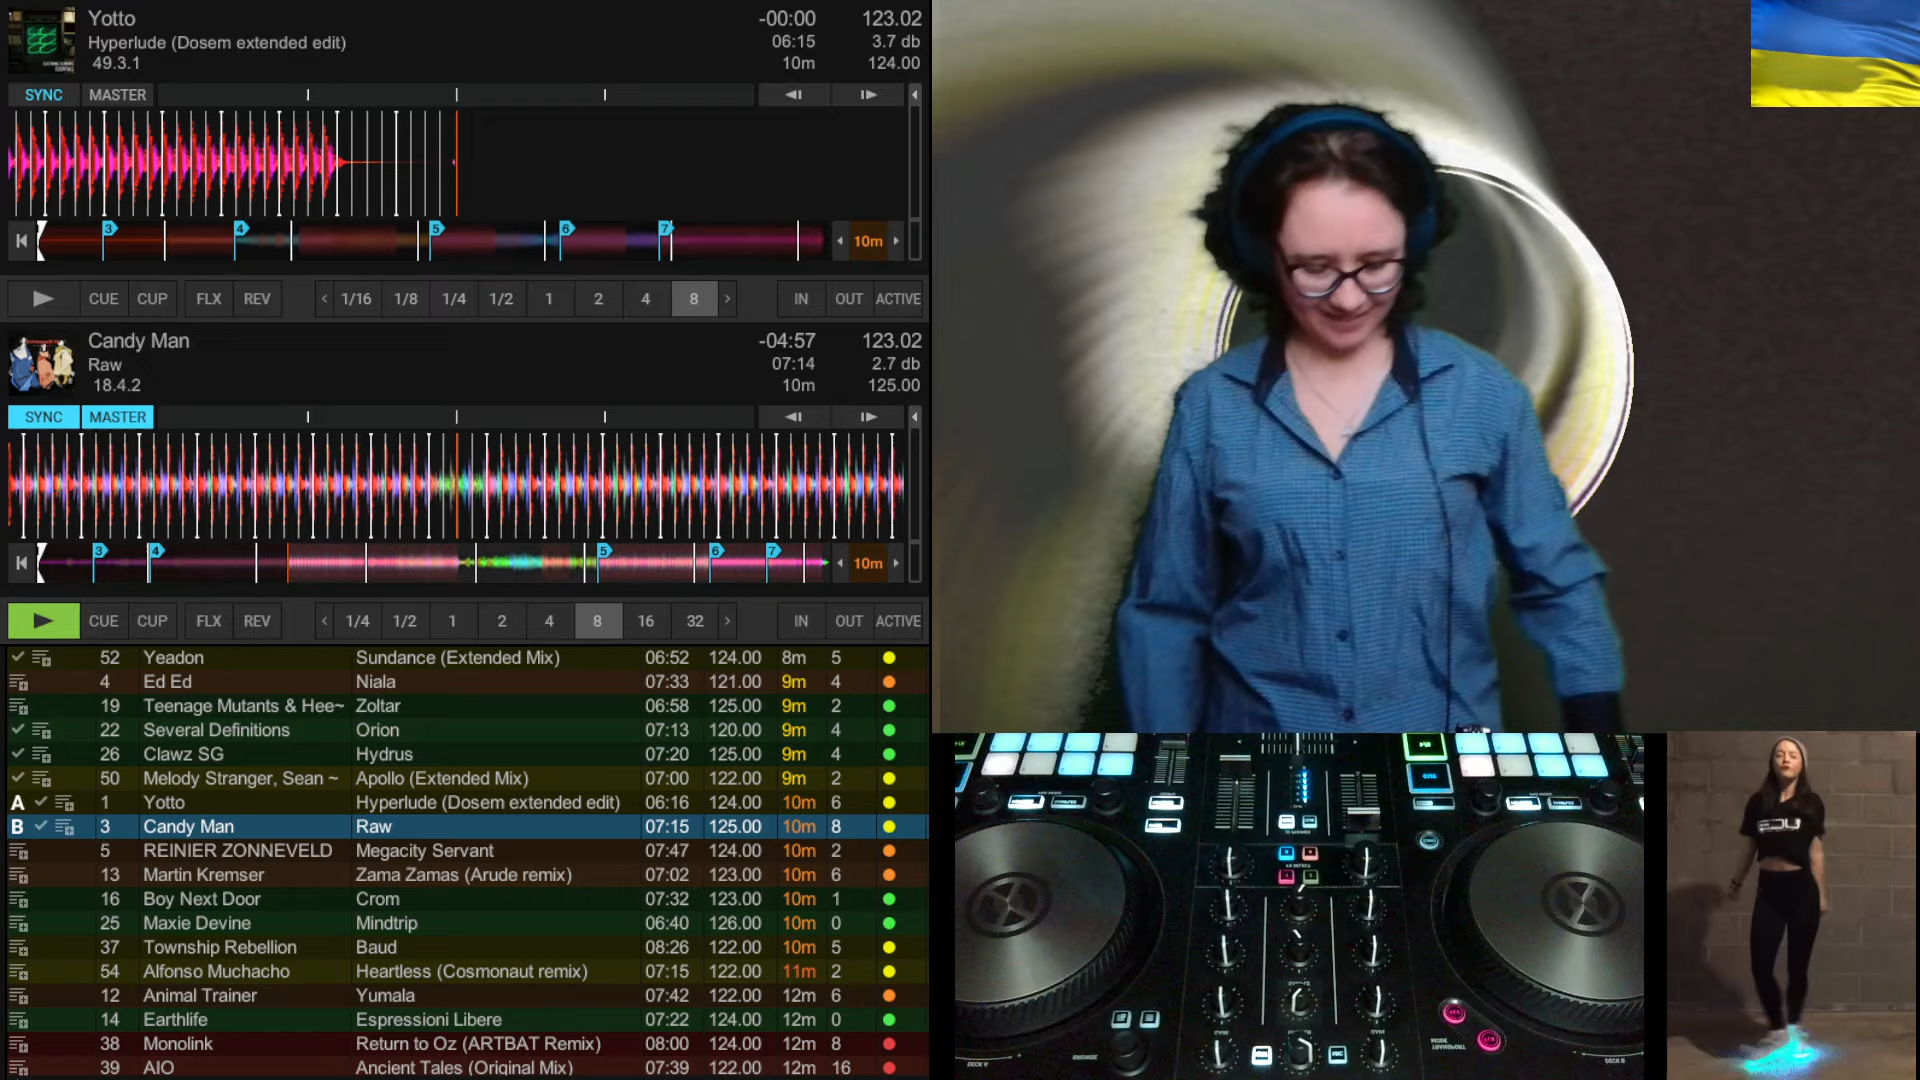 Yotto -00:00 123.02
Hyperlude (Dosem extended edit) 06:15 3.7 db
49.3.1 10m 124.00
SYNC MASTER
3 4 5 6 7 10m
CUE CUP FLX REV 1/16 1/8 1/4 1/2 1 2 4 8 IN OUT ACTIVE
Candy Man -04:57 123.02
Raw 07:14 2.7 db
18.4.2 10m 125.00
SYNC MASTER
3 4 5 6 7 10m
CUE CUP FLX REV 1/4 1/2 1 2 4 8 16 32 IN OUT ACTIVE
52 Yeadon Sundance (Extended Mix) 06:52 124.00 8m 5
4 Ed Ed Niala 07:33 121.00 9m 4
19 Teenage Mutants & Hee~ Zoltar 06:58 125.00 9m 2
22 Several Definitions Orion 07:13 120.00 9m 4
26 Clawz SG Hydrus 07:20 125.00 9m 4
50 Melody Stranger, Sean ~ Apollo (Extended Mix) 07:00 122.00 9m 2
A 1 Yotto Hyperlude (Dosem extended edit) 06:16 124.00 10m 6
B 3 Candy Man Raw 07:15 125.00 10m 8
5 REINIER ZONNEVELD Megacity Servant 07:47 124.00 10m 2
13 Martin Kremser Zama Zamas (Arude remix) 07:02 123.00 10m 6
16 Boy Next Door Crom 07:32 123.00 10m 1
25 Maxie Devine Mindtrip 06:40 126.00 10m 0
37 Township Rebellion Baud 08:26 122.00 10m 5
54 Alfonso Muchacho Heartless (Cosmonaut remix) 07:15 122.00 11m 2
12 Animal Trainer Yumala 07:42 122.00 12m 6
14 Earthlife Espressioni Libere 07:22 124.00 12m 0
38 Monolink Return to Oz (ARTBAT Remix) 08:00 124.00 12m 8
39 AIO Ancient Tales (Original Mix) 07:39 122.00 12m 16